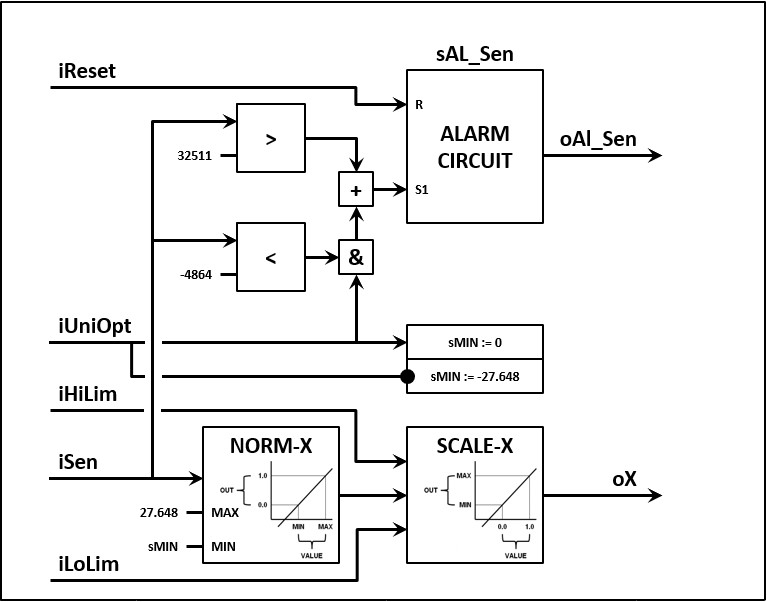 sAL_Sen
iReset
R
>
ALARM
CIRCUIT
oAl_Sen
32511
+
S1
<
&
-4864
iUniOpt
sMIN := 0
sMIN := -27.648
iHiLim
NORM-X
SCALE-X
iSen
1.0
OUT
0.0
MIN MAX
VALUE
MAX
OUT
MIN
0.0 1.0
VALUE
oX
27.648
MAX
sMIN
MIN
iLoLim